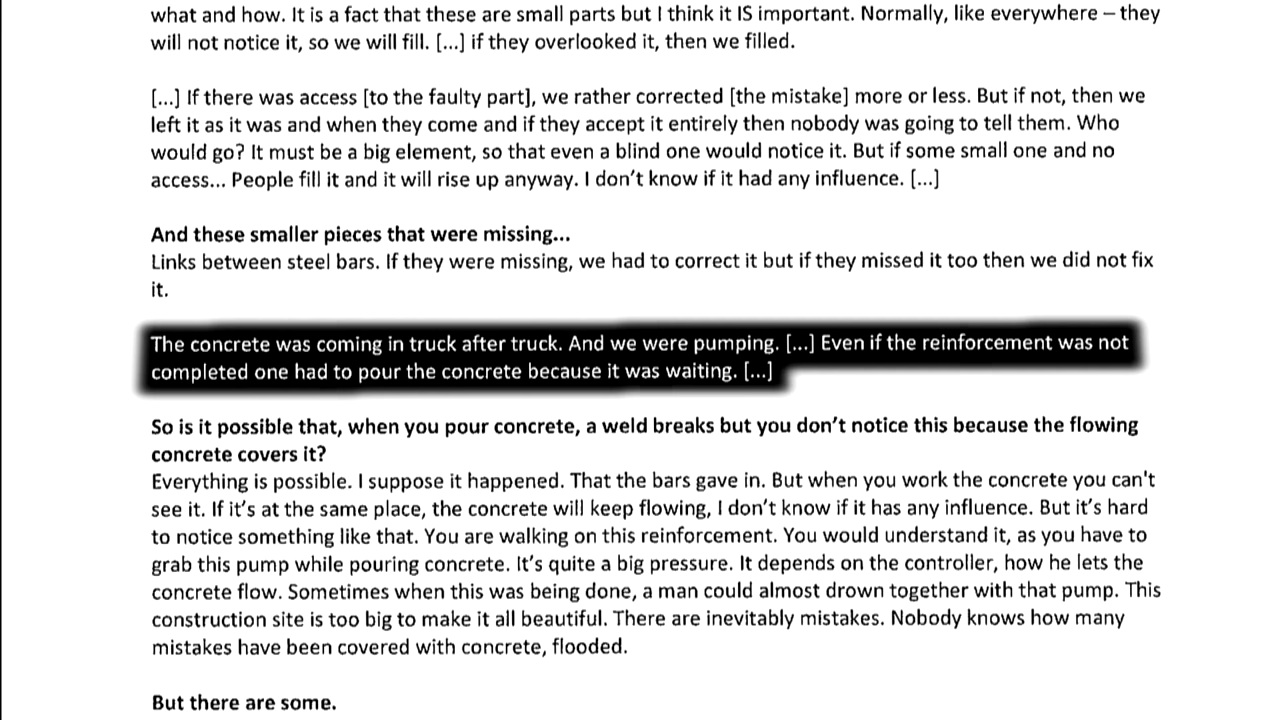 what and how. It is a fact that these are small parts but I think it IS important. Normally, like everywhere – they
will not notice it, so we will fill. [...] if they overlooked it, then we filled.
[...] If there was access [to the faulty part], we rather corrected [the mistake] more or less. But if not, then we
left it as it was and when they come and if they accept it entirely then nobody was going to tell them. Who
would go? It must be a big element, so that even a blind one would notice it. But if some small one and no
access... People fill it and it will rise up anyway. I don’t know if it had any influence. [...]
And these smaller pieces that were missing...
Links between steel bars. If they were missing, we had to correct it but if they missed it too then we did not fix
it.
The concrete was coming in truck after truck. And we were pumping. [...] Even if the reinforcement was not
completed one had to pour the concrete because it was waiting. [...]
So is it possible that, when you pour concrete, a weld breaks but you don’t notice this because the flowing
concrete covers it?
Everything is possible. I suppose it happened. That the bars gave in. But when you work the concrete you can't
see it. If it’s at the same place, the concrete will keep flowing, I don’t know if it has any influence. But it’s hard
to notice something like that. You are walking on this reinforcement. You would understand it, as you have to
grab this pump while pouring concrete. It’s quite a big pressure. It depends on the controller, how he lets the
concrete flow. Sometimes when this was being done, a man could almost drown together with that pump. This
construction site is too big to make it all beautiful. There are inevitably mistakes. Nobody knows how many
mistakes have been covered with concrete, flooded.
But there are some.